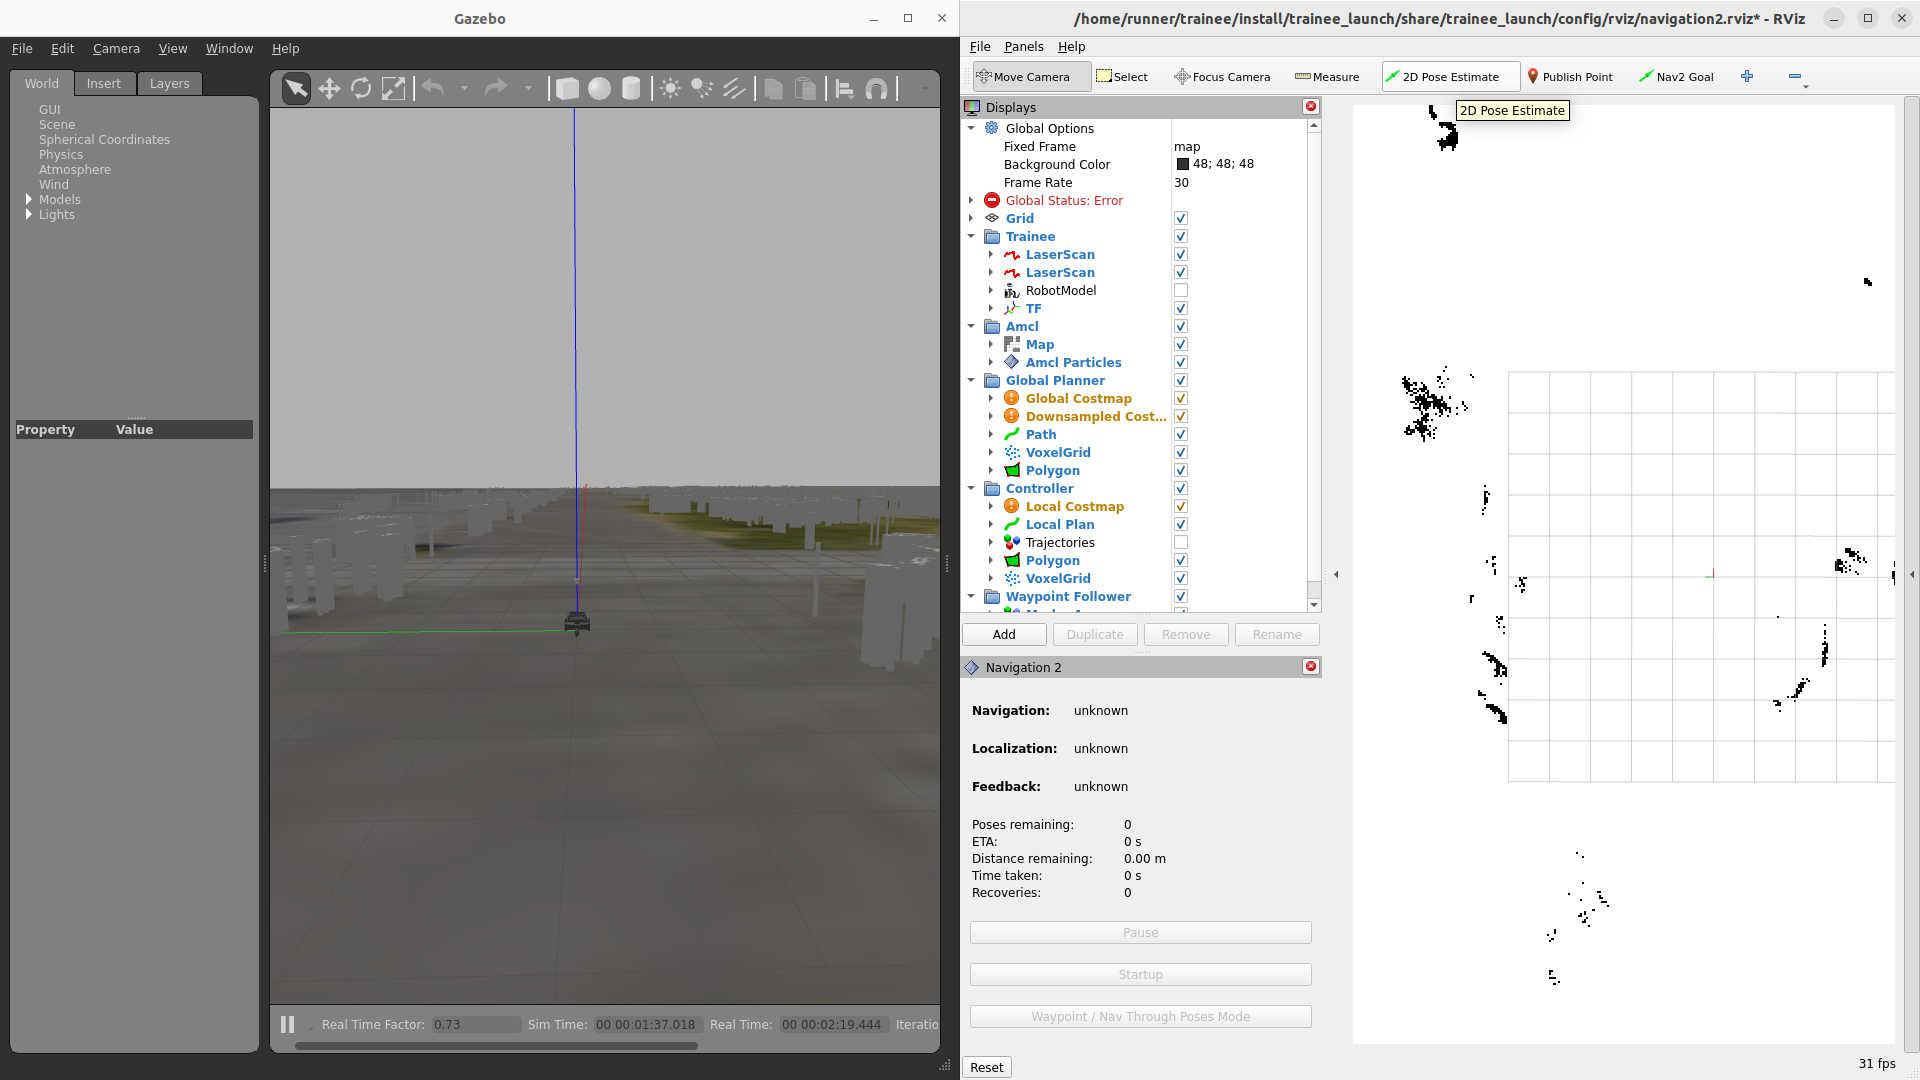 Gazebo
File Edit Camera View Window Help
World Insert Layers
GUI
Scene
Spherical Coordinates
Physics
Atmosphere
Wind
Models
Lights
Property Value
Real Time Factor: 0.73 Sim Time: 00 00:01:37.018 Real Time: 00 00:02:19.444 Iteratio
/home/runner/trainee/install/trainee_launch/share/trainee_launch/config/rviz/navigation2.rviz* - RViz
File Panels Help
Move Camera Select Focus Camera Measure 2D Pose Estimate Publish Point Nav2 Goal
2D Pose Estimate
Displays
Global Options
Fixed Frame map
Background Color 48; 48; 48
Frame Rate 30
Global Status: Error
Grid
Trainee
LaserScan
LaserScan
RobotModel
TF
Amcl
Map
Amcl Particles
Global Planner
Global Costmap
Downsampled Cost...
Path
VoxelGrid
Polygon
Controller
Local Costmap
Local Plan
Trajectories
Polygon
VoxelGrid
Waypoint Follower
Add Duplicate Remove Rename
Navigation 2
Navigation: unknown
Localization: unknown
Feedback: unknown
Poses remaining: 0
ETA: 0 s
Distance remaining: 0.00 m
Time taken: 0 s
Recoveries: 0
Pause
Startup
Waypoint / Nav Through Poses Mode
Reset
31 fps